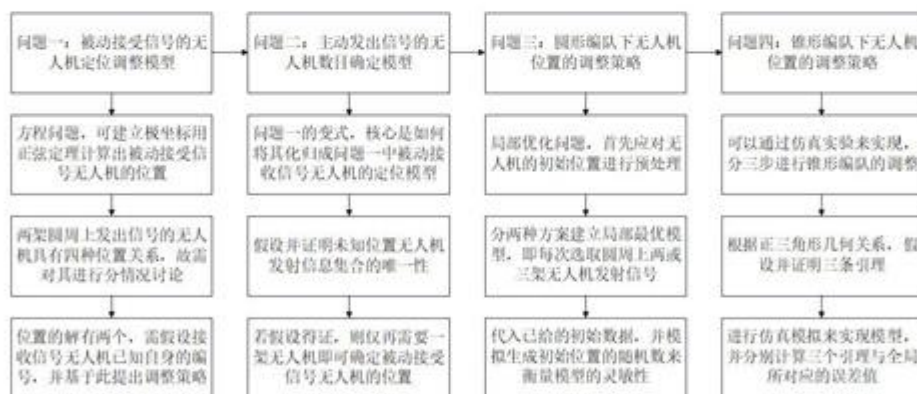 问题一：被动接受信号的无
人机定位调整模型
问题二：主动发出信号的无
人机数目确定模型
问题三：圆形编队下无人机
位置的调整策略
问题四：锥形编队下无人机
位置的调整策略
方程问题，可建立极坐标用
正弦定理计算出被动接受信
号无人机的位置
问题一的变式，核心是如何
将其化归成问题一中被动接
收信号无人机的定位模型
局部优化问题，首先应对无
人机的初始位置进行预处理
可以通过仿真实验来实现，
分三步进行锥形编队的调整
两架圆周上发出信号的无人
机具有四种位置关系，故需
对其进行分情况讨论
假设并证明未知位置无人机
发射信息集合的唯一性
分两种方案建立局部最优模
型，即每次选取圆周上两或
三架无人机发射信号
根据正三角形几何关系，假
设并证明三条引理
位置的解有两个，需假设接
收信号无人机已知自身的编
号，并基于此提出调整策略
若假设得证，则仅再需要一
架无人机即可确定被动接受
信号无人机的位置
代入已给的初始数据，并模
拟生成初始位置的随机数来
衡量模型的灵敏性
进行仿真模拟来实现模型，
并分别计算三个引理与全局
所对应的误差值